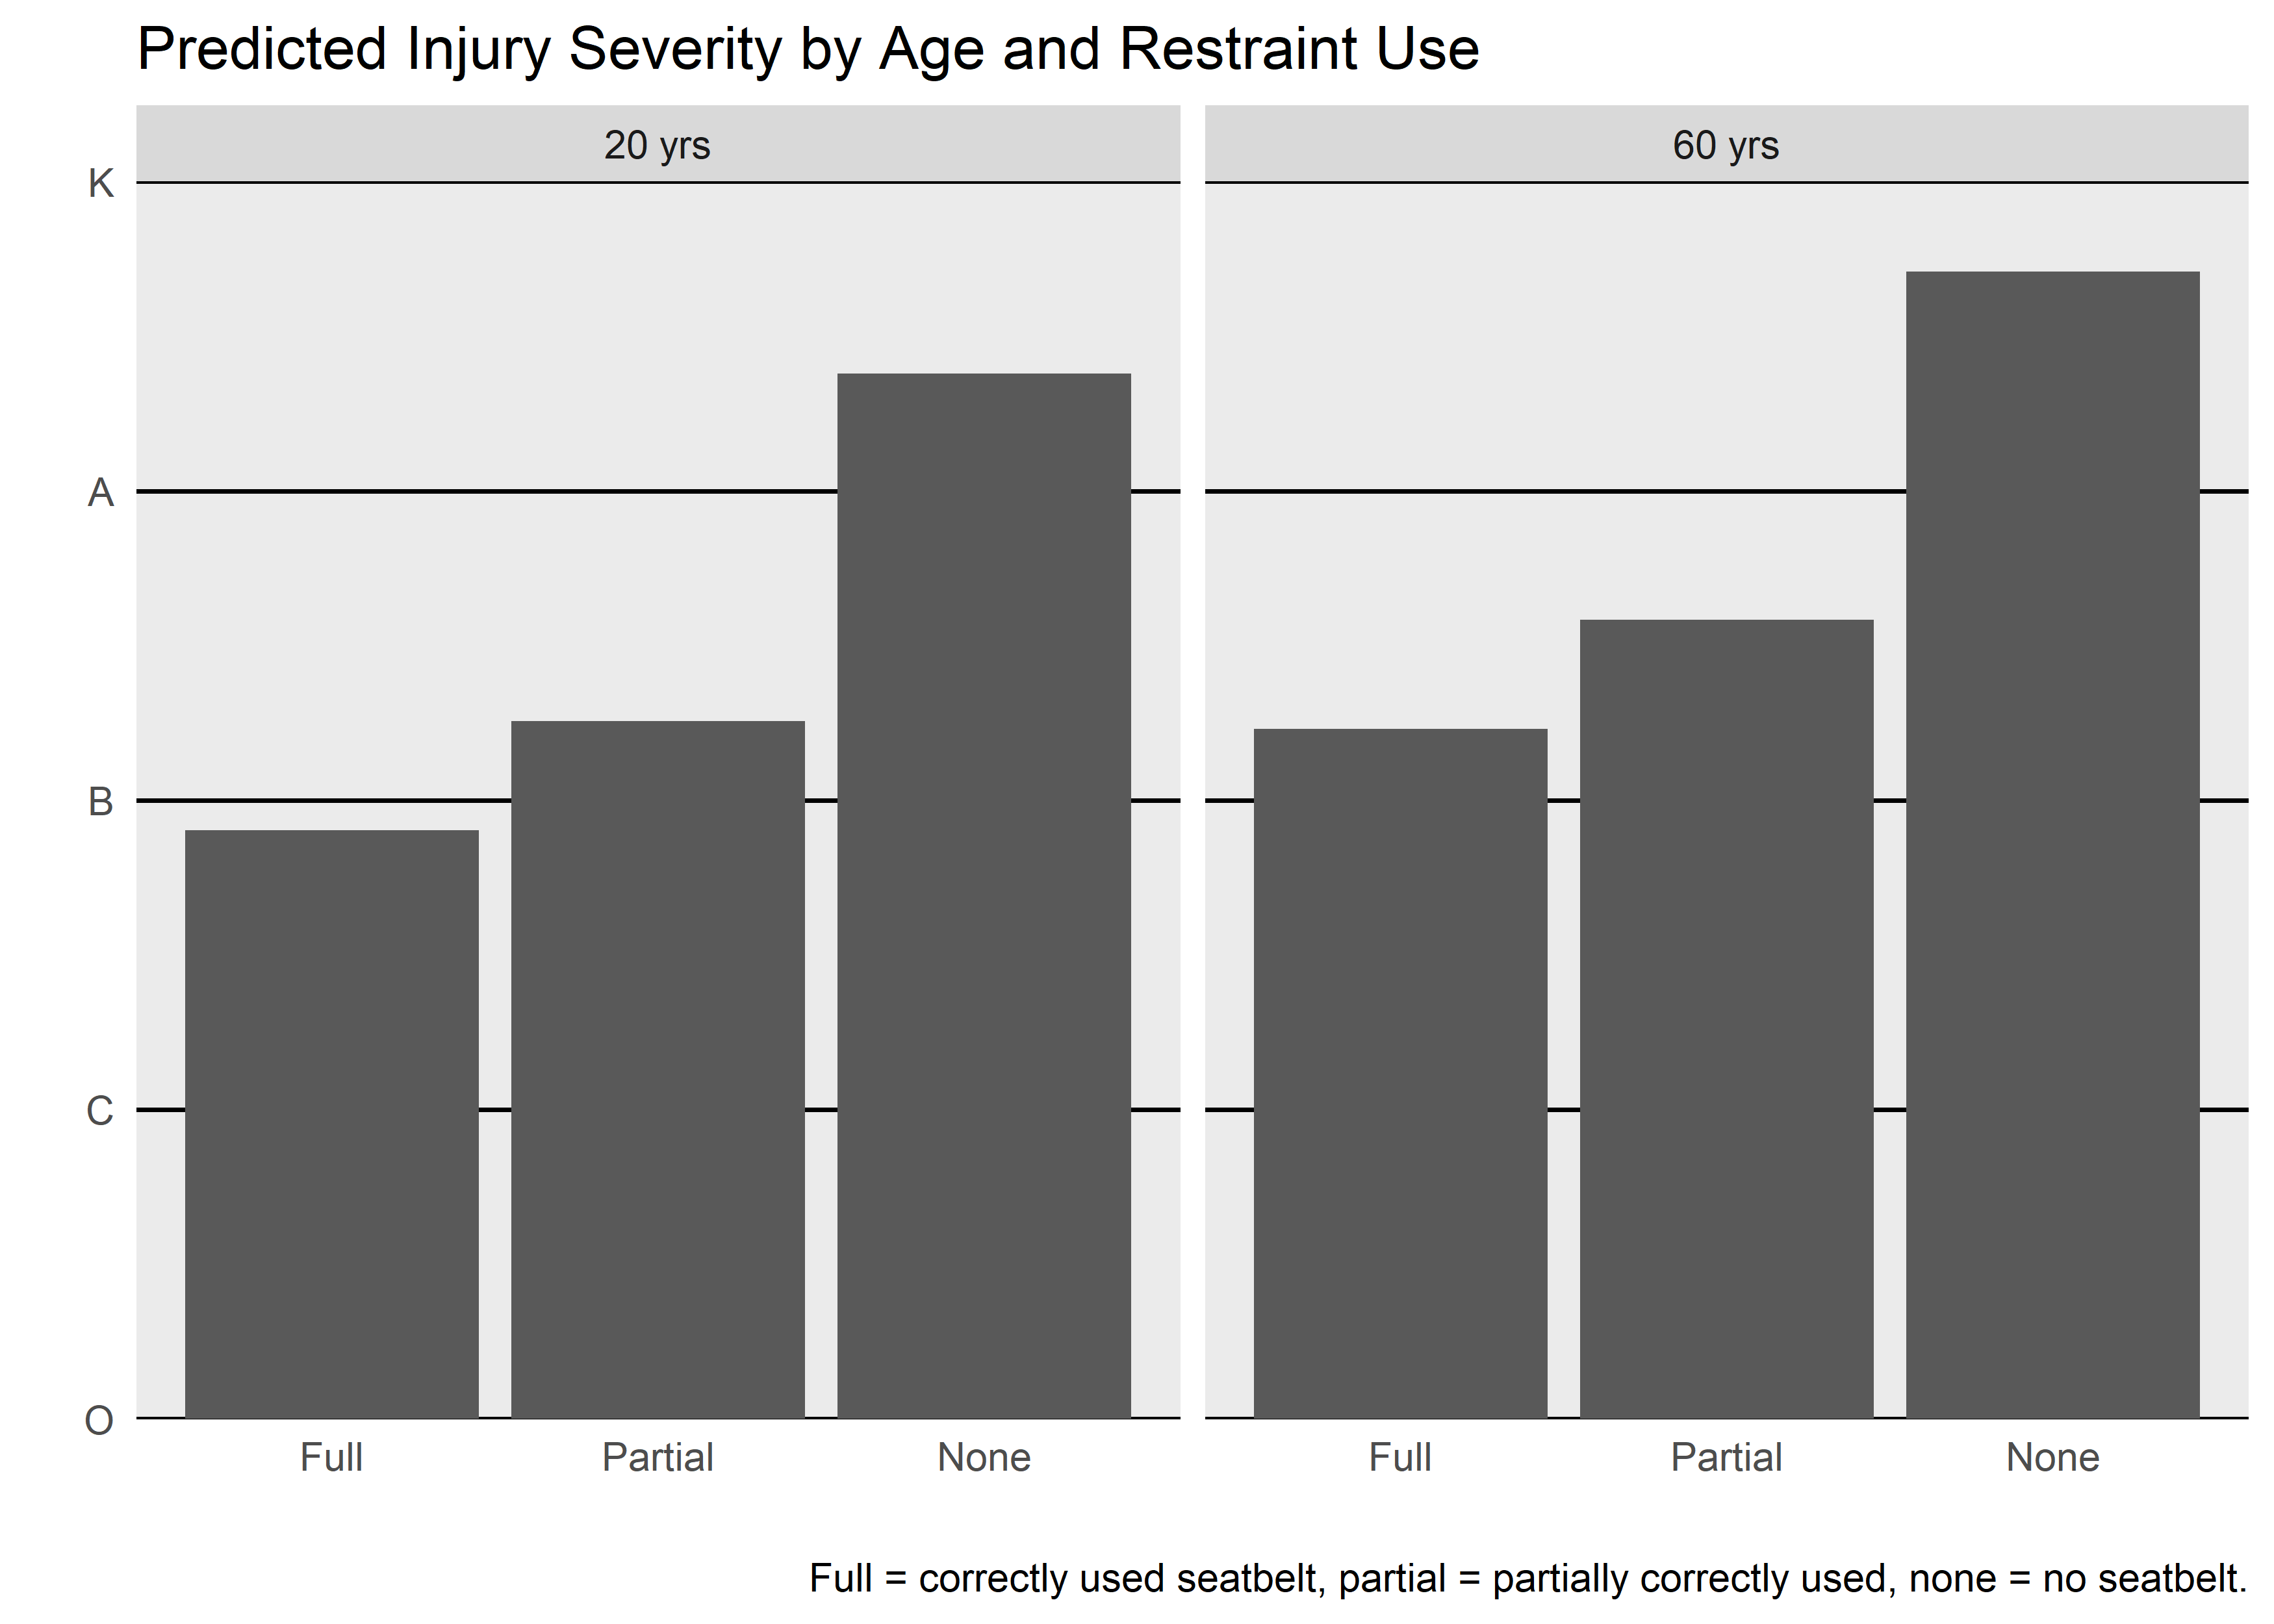 Predicted Injury Severity by Age and Restraint Use
20 yrs
60 yrs
K
A
B
C
O
Full
Partial
None
Full
Partial
None
Full = correctly used seatbelt, partial = partially correctly used, none = no seatbelt.